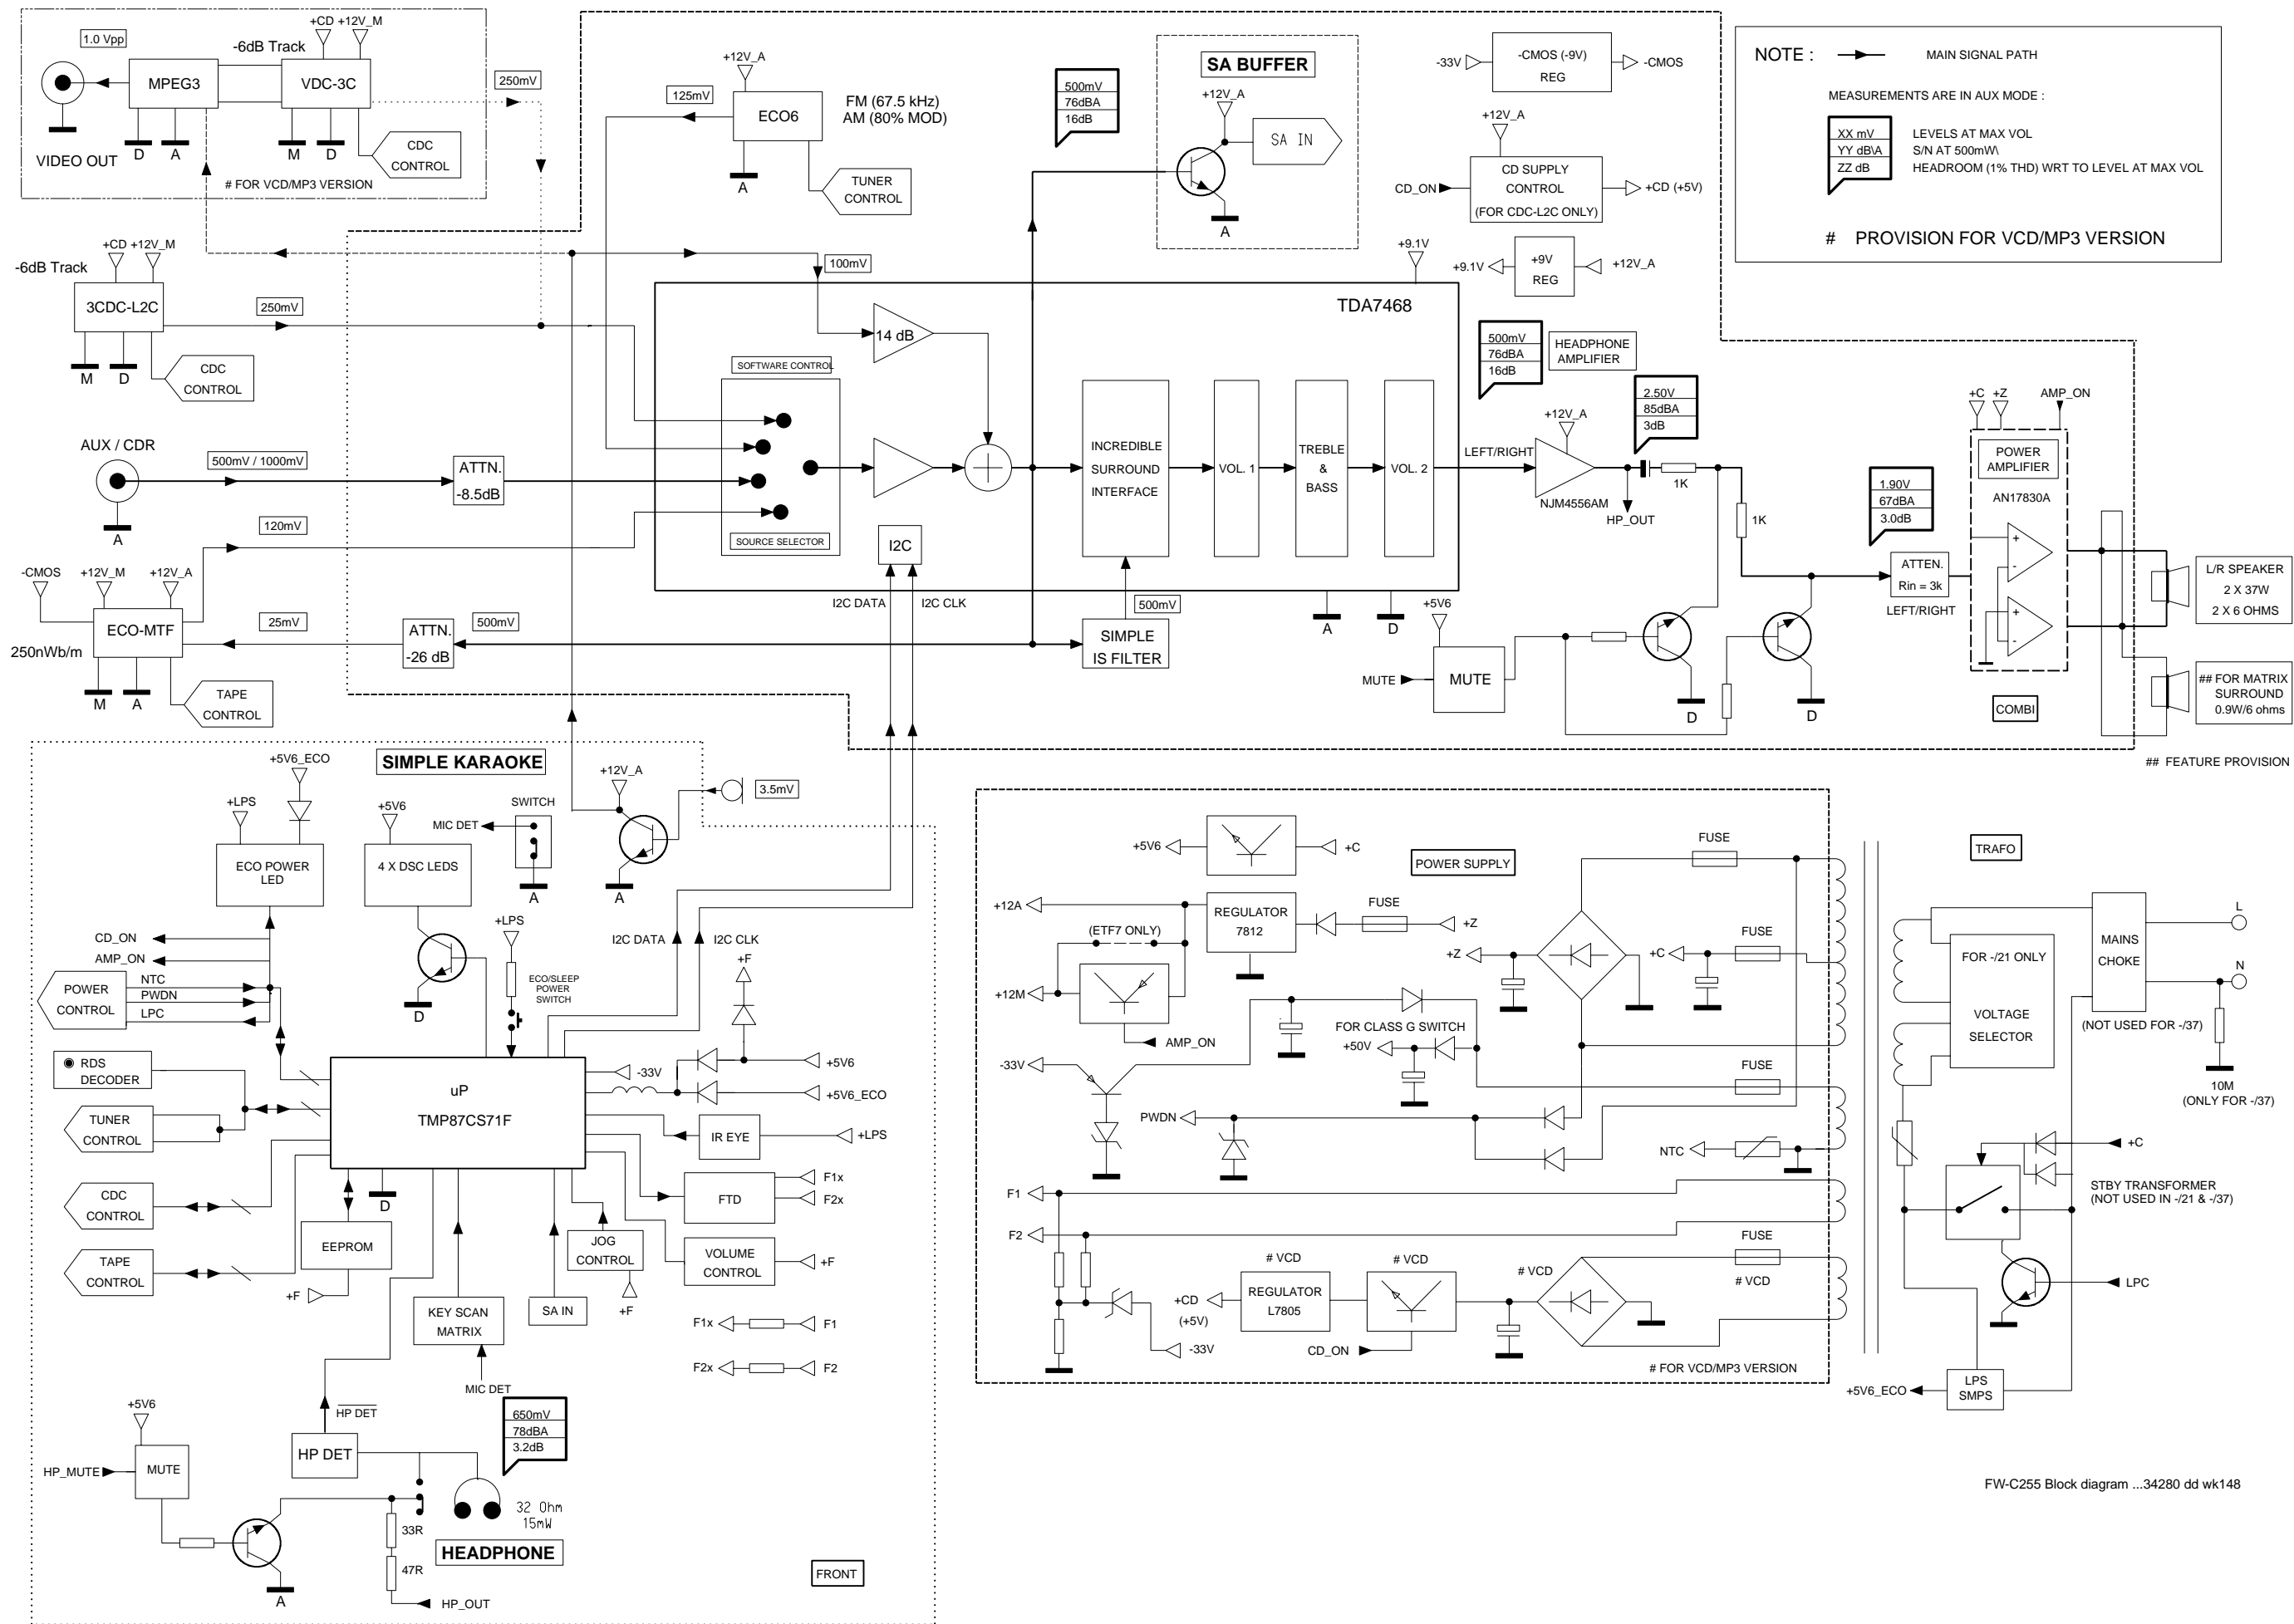 +CD +12V_M
1.0 Vpp
-6dB Track
MPEG3
VDC-3C
250mV
D
A
M
D
VIDEO OUT
CDC
CONTROL
# FOR VCD/MP3 VERSION
+12V_A
125mV
ECO6
FM (67.5 kHz)
AM (80% MOD)
A
TUNER
CONTROL
500mV
76dBA
16dB
SA BUFFER
+12V_A
SA IN
A
-33V
-CMOS (-9V)
REG
-CMOS
+12V_A
CD_ON
CD SUPPLY
CONTROL
(FOR CDC-L2C ONLY)
+CD (+5V)
+9.1V
+9.1V
+9V
REG
+12V_A
NOTE :
MAIN SIGNAL PATH
MEASUREMENTS ARE IN AUX MODE :
XX mV
LEVELS AT MAX VOL
YY dB\A
S/N AT 500mW\
ZZ dB
HEADROOM (1% THD) WRT TO LEVEL AT MAX VOL
# PROVISION FOR VCD/MP3 VERSION
+CD +12V_M
-6dB Track
3CDC-L2C
250mV
M
D
CDC
CONTROL
100mV
TDA7468
14 dB
SOFTWARE CONTROL
SOURCE SELECTOR
INCREDIBLE
SURROUND
INTERFACE
VOL. 1
TREBLE
&
BASS
VOL. 2
I2C
I2C DATA
I2C CLK
A
D
AUX / CDR
500mV / 1000mV
ATTN.
-8.5dB
A
120mV
-CMOS
+12V_M
+12V_A
ECO-MTF
25mV
ATTN.
-26 dB
500mV
500mV
SIMPLE
IS FILTER
250nWb/m
M
A
TAPE
CONTROL
500mV
76dBA
16dB
HEADPHONE
AMPLIFIER
2.50V
85dBA
3dB
+12V_A
LEFT/RIGHT
NJM4556AM
HP_OUT
1K
1K
+5V6
MUTE
MUTE
D
D
1.90V
67dBA
3.0dB
ATTEN.
Rin = 3k
LEFT/RIGHT
+C
+Z
AMP_ON
POWER
AMPLIFIER
AN17830A
+
-
+
-
COMBI
L/R SPEAKER
2 X 37W
2 X 6 OHMS
## FOR MATRIX
SURROUND
0.9W/6 ohms
## FEATURE PROVISION
SIMPLE KARAOKE
+5V6_ECO
+LPS
ECO POWER
LED
+5V6
4 X DSC LEDS
D
SWITCH
MIC DET
A
+12V_A
3.5mV
A
CD_ON
AMP_ON
POWER
CONTROL
NTC
PWDN
LPC
+LPS
ECO/SLEEP
POWER
SWITCH
I2C DATA
I2C CLK
+F
+5V6
+5V6_ECO
-33V
RDS
DECODER
TUNER
CONTROL
CDC
CONTROL
TAPE
CONTROL
uP
TMP87CS71F
D
IR EYE
+LPS
FTD
F1x
F2x
EEPROM
+F
KEY SCAN
MATRIX
MIC DET
SA IN
JOG
CONTROL
+F
VOLUME
CONTROL
+F
F1x
F1
F2x
F2
+5V6
HP_MUTE
MUTE
A
HP DET
HP DET
650mV
78dBA
3.2dB
32 Ohm
15mW
33R
47R
HP_OUT
HEADPHONE
FRONT
+5V6
+C
POWER SUPPLY
+12A
REGULATOR
7812
FUSE
+Z
(ETF7 ONLY)
+12M
AMP_ON
FUSE
+Z
+C
FUSE
FOR CLASS G SWITCH
+50V
-33V
FUSE
PWDN
NTC
F1
F2
FUSE
# VCD
# VCD
# VCD
# VCD
+CD
(+5V)
REGULATOR
L7805
CD_ON
-33V
# FOR VCD/MP3 VERSION
TRAFO
FOR -/21 ONLY
VOLTAGE
SELECTOR
MAINS
CHOKE
L
N
(NOT USED FOR -/37)
10M
(ONLY FOR -/37)
+C
STBY TRANSFORMER
(NOT USED IN -/21 & -/37)
LPC
LPS
SMPS
+5V6_ECO
FW-C255 Block diagram ...34280 dd wk148